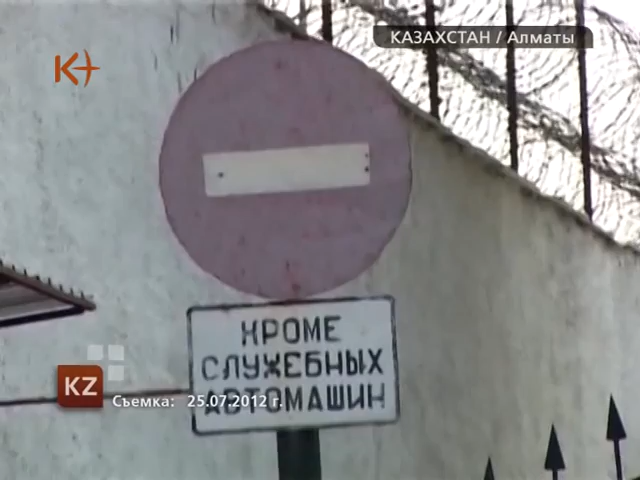 КАЗАХСТАН / Алматы
К+
КРОМЕ
СЛУЖЕБНЫХ
АВТОМАШИН
KZ
Съемка: 25.07.2012 г.